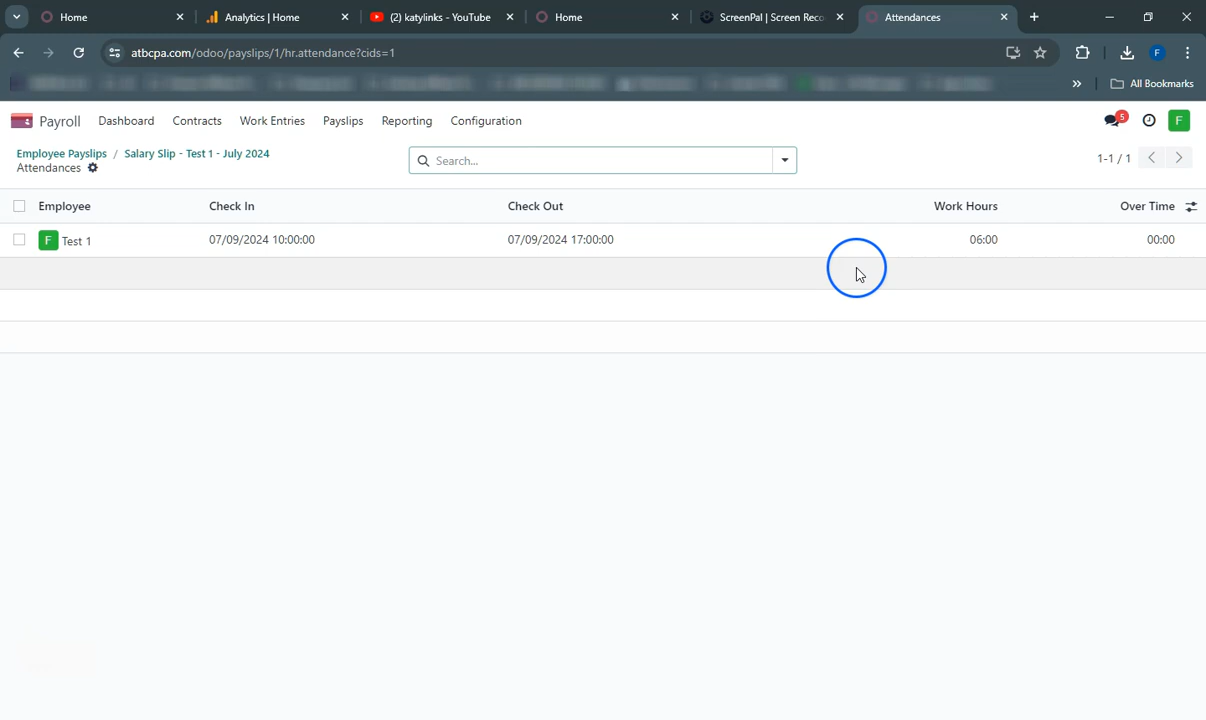 Home
Analytics | Home
(2) katylinks - YouTube
Home
ScreenPal | Screen Reco
Attendances
atbcpa.com/odoo/payslips/1/hr.attendance?cids=1
F
All Bookmarks
Payroll Dashboard Contracts Work Entries Payslips Reporting Configuration
5
F
Employee Payslips / Salary Slip - Test 1 - July 2024
Attendances
Search...
1-1 / 1
Employee Check In Check Out Work Hours Over Time
F Test 1 07/09/2024 10:00:00 07/09/2024 17:00:00 06:00 00:00